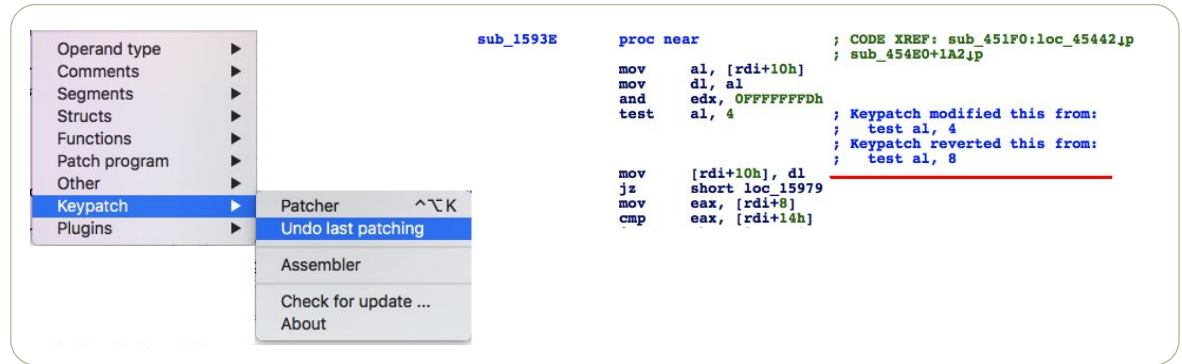 Operand type
Comments
Segments
Structs
Functions
Patch program
Other
Keypatch
Plugins
Patcher ^⌥K
Undo last patching
Assembler
Check for update ...
About
sub_1593E proc near ; CODE XREF: sub_451F0:loc_45442↓p
; sub_454E0+1A2↓p
mov al, [rdi+10h]
mov dl, al
and edx, 0FFFFFFFDh
test al, 4 ; Keypatch modified this from:
; test al, 4
; Keypatch reverted this from:
; test al, 8
mov [rdi+10h], dl
jz short loc_15979
mov eax, [rdi+8]
cmp eax, [rdi+14h]